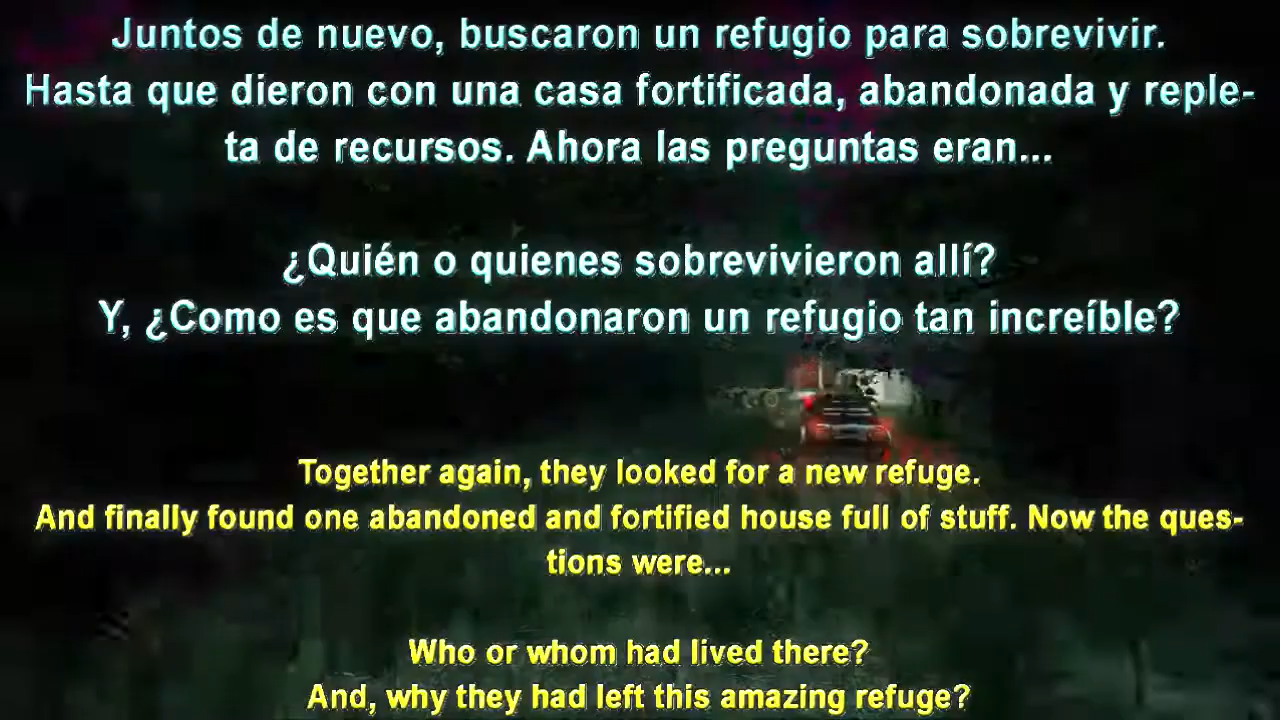 Juntos de nuevo, buscaron un refugio para sobrevivir.
Hasta que dieron con una casa fortificada, abandonada y reple-
ta de recursos. Ahora las preguntas eran...
¿Quién o quienes sobrevivieron allí?
Y, ¿Como es que abandonaron un refugio tan increíble?
Together again, they looked for a new refuge.
And finally found one abandoned and fortified house full of stuff. Now the ques-
tions were...
Who or whom had lived there?
And, why they had left this amazing refuge?